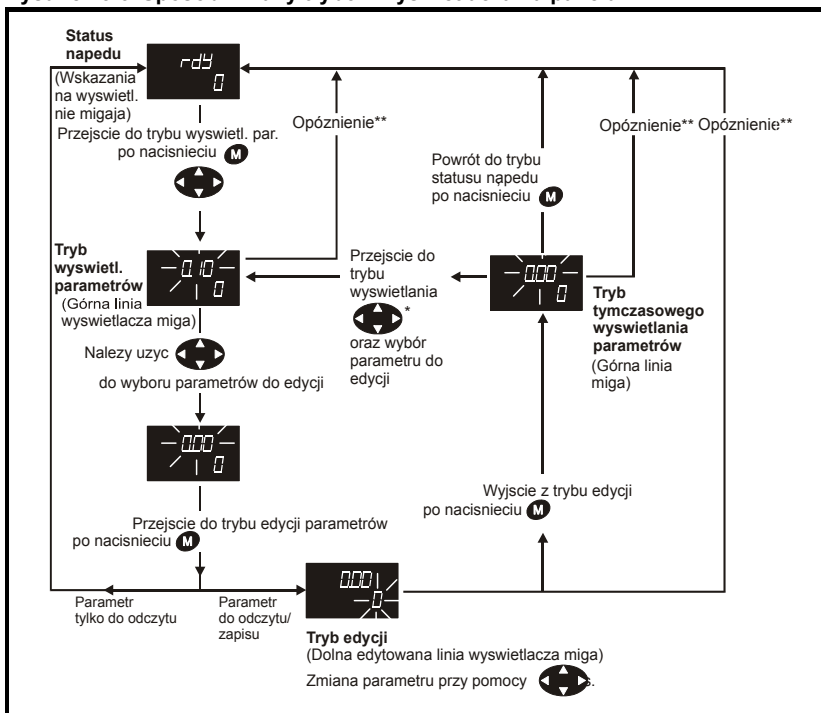 Status
napedu
(Wskazania
na wyswietl.
nie migaja)
rdy
0
Przejscie do trybu wyswietl. par.
po nacisnieciu M
Opóznienie**
Powrót do trybu
statusu napedu
po nacisnieciu M
Opóznienie** Opóznienie**
Tryb
wyswietl.
parametrów
(Górna linia
wyswietlacza miga)
0.10
0
Przejscie do
trybu
wyswietlania
*
oraz wybór
parametru do
edycji
0.00
0
Tryb
tymczasowego
wyswietlania
parametrów
(Górna linia
miga)
Nalezy uzyc
do wyboru parametrów do edycji
0.00
0
Przejscie do trybu edycji parametrów
po nacisnieciu M
Wyjscie z trybu edycji
po nacisnieciu M
Parametr
tylko do odczytu
Parametr
do odczytu/
zapisu
0.00
0
Tryb edycji
(Dolna edytowana linia wyswietlacza miga)
Zmiana parametru przy pomocy s.